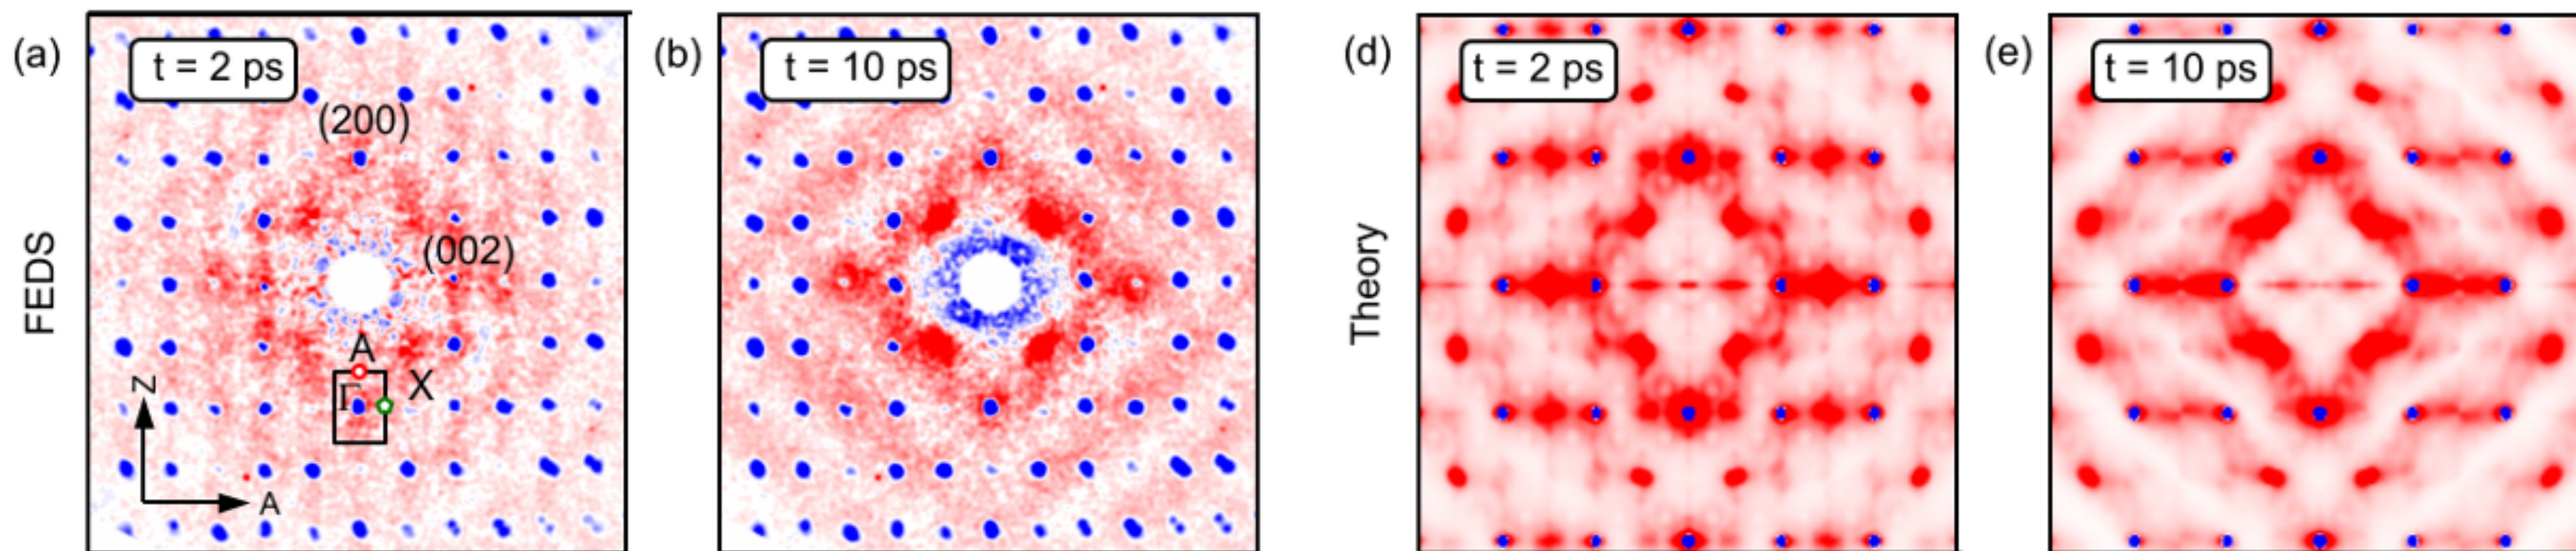 (a)
t = 2 ps
(200)
(002)
A
Γ
X
Z
A
FEDS
(b)
t = 10 ps
(d)
t = 2 ps
Theory
(e)
t = 10 ps